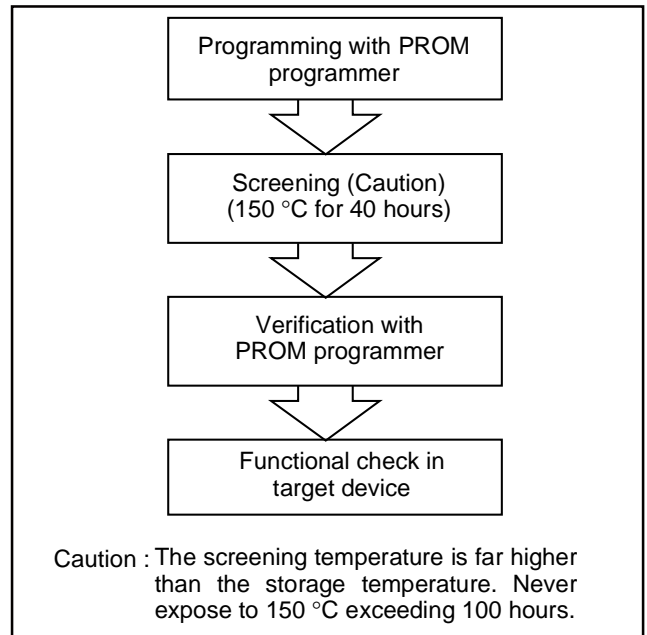 Programming with PROM
programmer
Screening (Caution)
(150 °C for 40 hours)
Verification with
PROM programmer
Functional check in
target device
Caution : The screening temperature is far higher
than the storage temperature. Never
expose to 150 °C exceeding 100 hours.